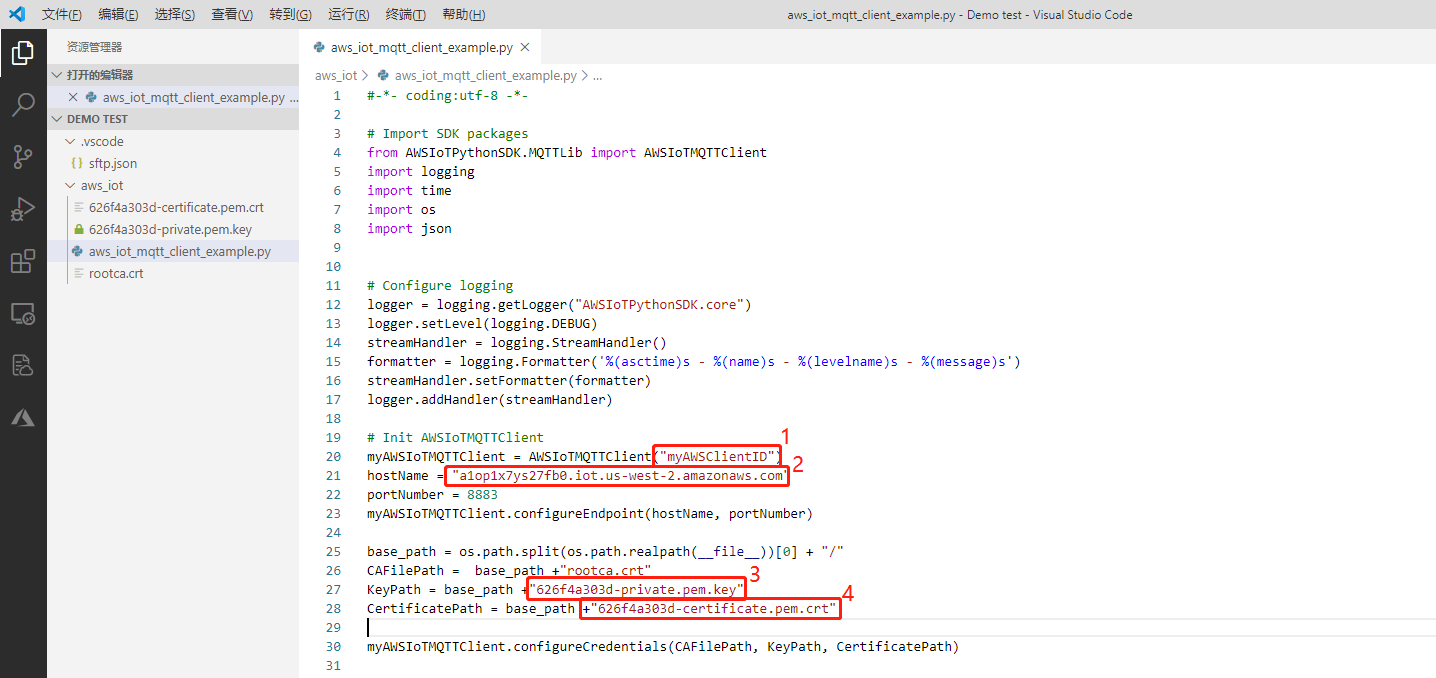 文件(F) 编辑(E) 选择(S) 查看(V) 转到(G) 运行(R) 终端(T) 帮助(H) aws_iot_mqtt_client_example.py - Demo test - Visual Studio Code
资源管理器
打开的编辑器
aws_iot_mqtt_client_example.py ...
DEMO TEST
.vscode
{} sftp.json
aws_iot
626f4a303d-certificate.pem.crt
626f4a303d-private.pem.key
aws_iot_mqtt_client_example.py
rootca.crt
aws_iot_mqtt_client_example.py ×
aws_iot > aws_iot_mqtt_client_example.py > ...
1 #-*- coding:utf-8 -*-
2
3 # Import SDK packages
4 from AWSIoTPythonSDK.MQTTLib import AWSIoTMQTTClient
5 import logging
6 import time
7 import os
8 import json
9
10
11 # Configure logging
12 logger = logging.getLogger("AWSIoTPythonSDK.core")
13 logger.setLevel(logging.DEBUG)
14 streamHandler = logging.StreamHandler()
15 formatter = logging.Formatter('%(asctime)s - %(name)s - %(levelname)s - %(message)s')
16 streamHandler.setFormatter(formatter)
17 logger.addHandler(streamHandler)
18
19 # Init AWSIoTMQTTClient
1
20 myAWSIoTMQTTClient = AWSIoTMQTTClient("myAWSClientID")
2
21 hostName = "a1op1x7ys27fb0.iot.us-west-2.amazonaws.com"
22 portNumber = 8883
23 myAWSIoTMQTTClient.configureEndpoint(hostName, portNumber)
24
25 base_path = os.path.split(os.path.realpath(__file__))[0] + "/"
26 CAFilePath =  base_path +"rootca.crt"
3
27 KeyPath = base_path +"626f4a303d-private.pem.key"
4
28 CertificatePath = base_path +"626f4a303d-certificate.pem.crt"
29
30 myAWSIoTMQTTClient.configureCredentials(CAFilePath, KeyPath, CertificatePath)
31